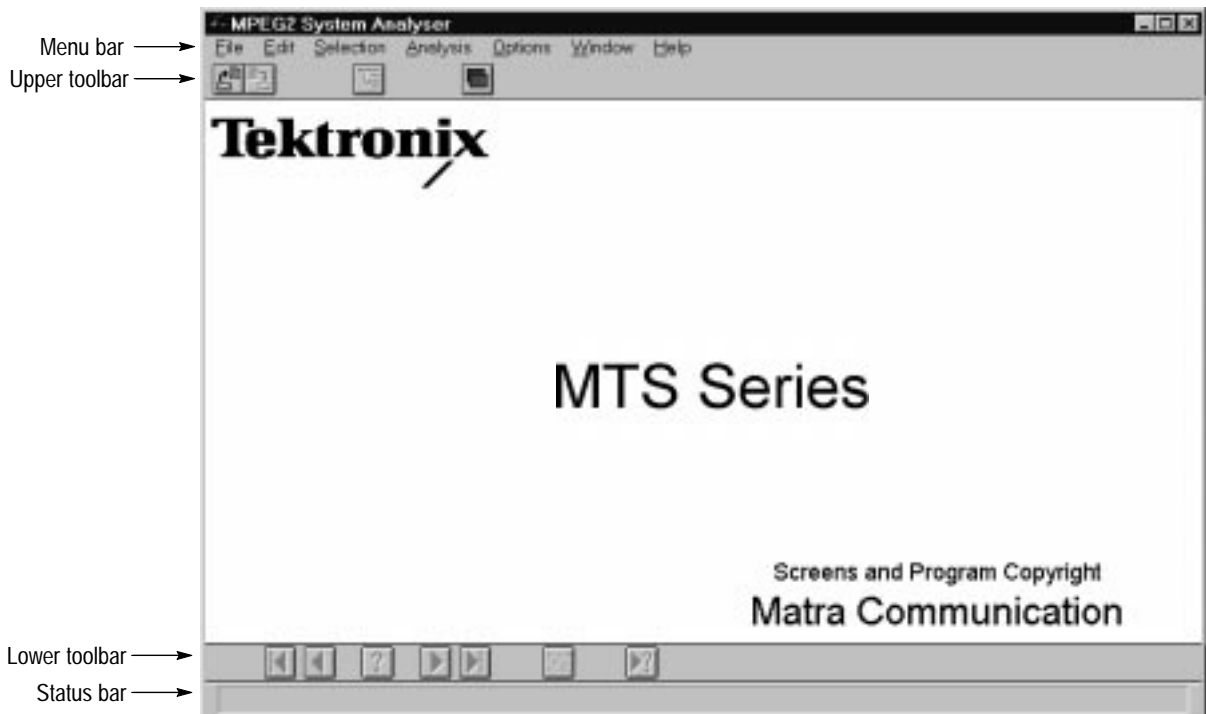 MPEG2 System Analyser
Menu bar
File Edit Selection Analysis Options Window Help
Upper toolbar
Tektronix
MTS Series
Screens and Program Copyright
Matra Communication
Lower toolbar
? ?
Status bar